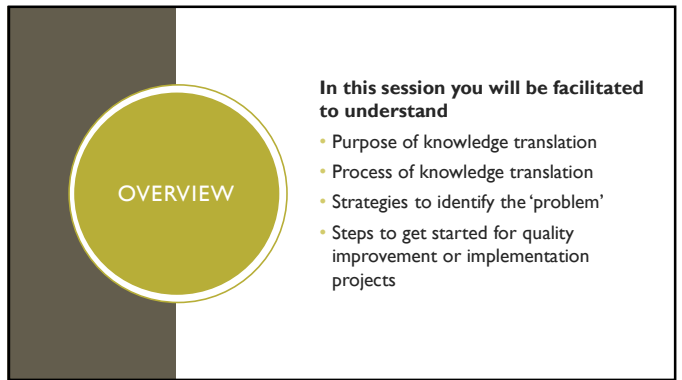 OVERVIEW
In this session you will be facilitated
to understand
• Purpose of knowledge translation
• Process of knowledge translation
• Strategies to identify the ‘problem’
• Steps to get started for quality
improvement or implementation
projects